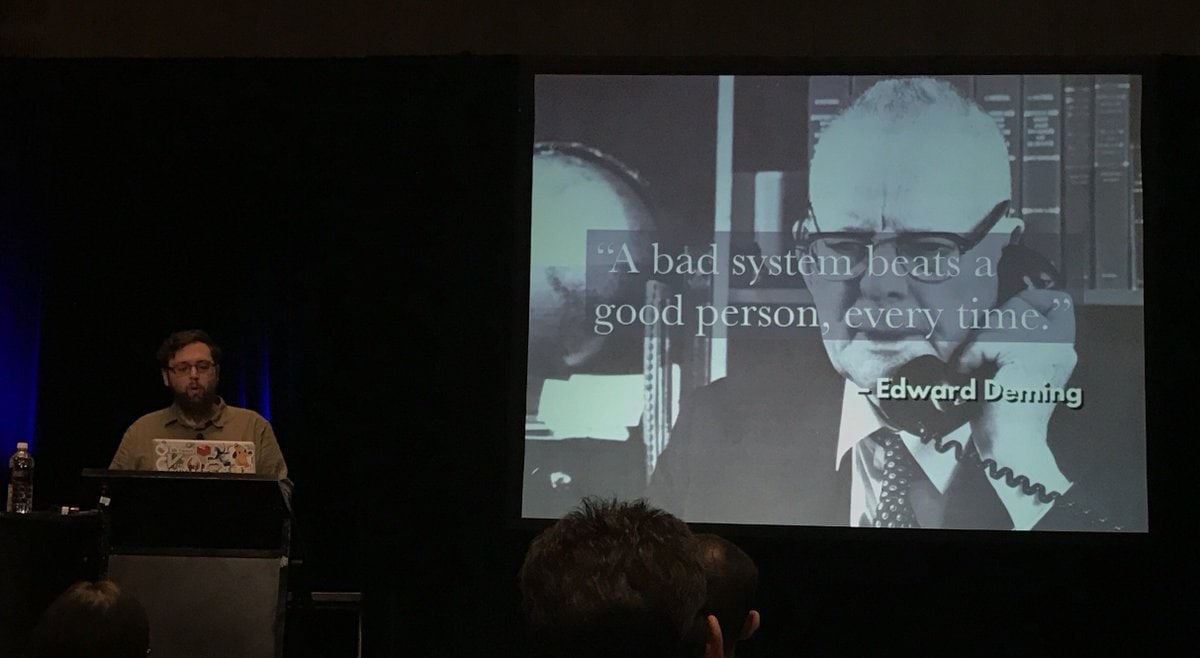 “A bad system beats a
good person, every time.”
– Edward Deming